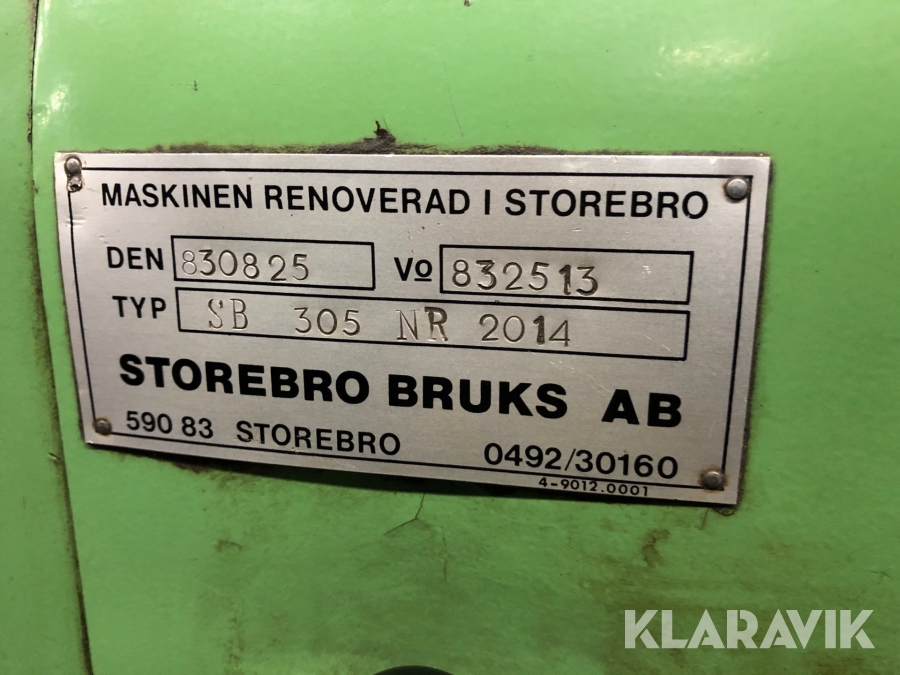 MASKINEN RENOVERAD I STOREBRO
DEN 830825 Vo 832513
TYP SB 305 NR 2014
STOREBRO BRUKS AB
590 83 STOREBRO 0492/30160
4-9012.0001
KLARAVIK